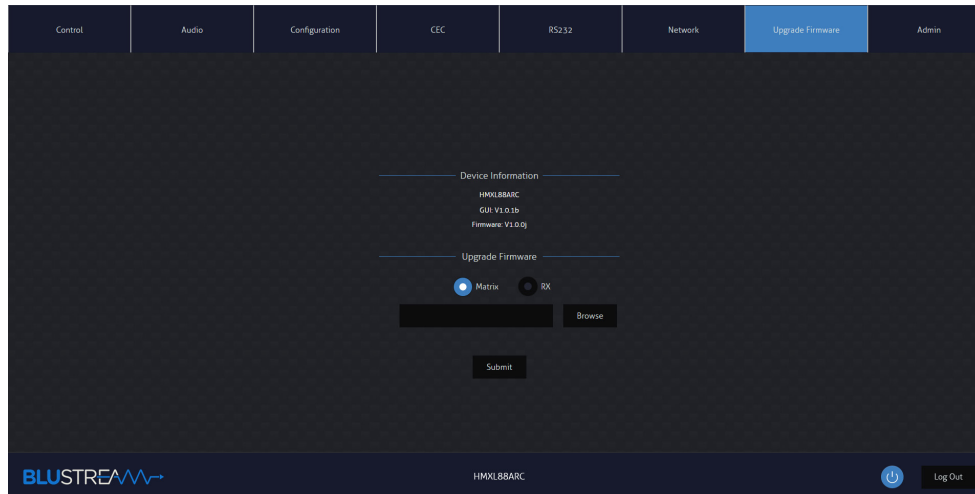 Control Audio Configuration CEC RS232 Network Upgrade Firmware Admin
Device Information
HMXL88ARC
GUI: V1.0.1b
Firmware: V1.0.0j
Upgrade Firmware
Matrix RX
Browse
Submit
BLUSTREAM HMXL88ARC Log Out